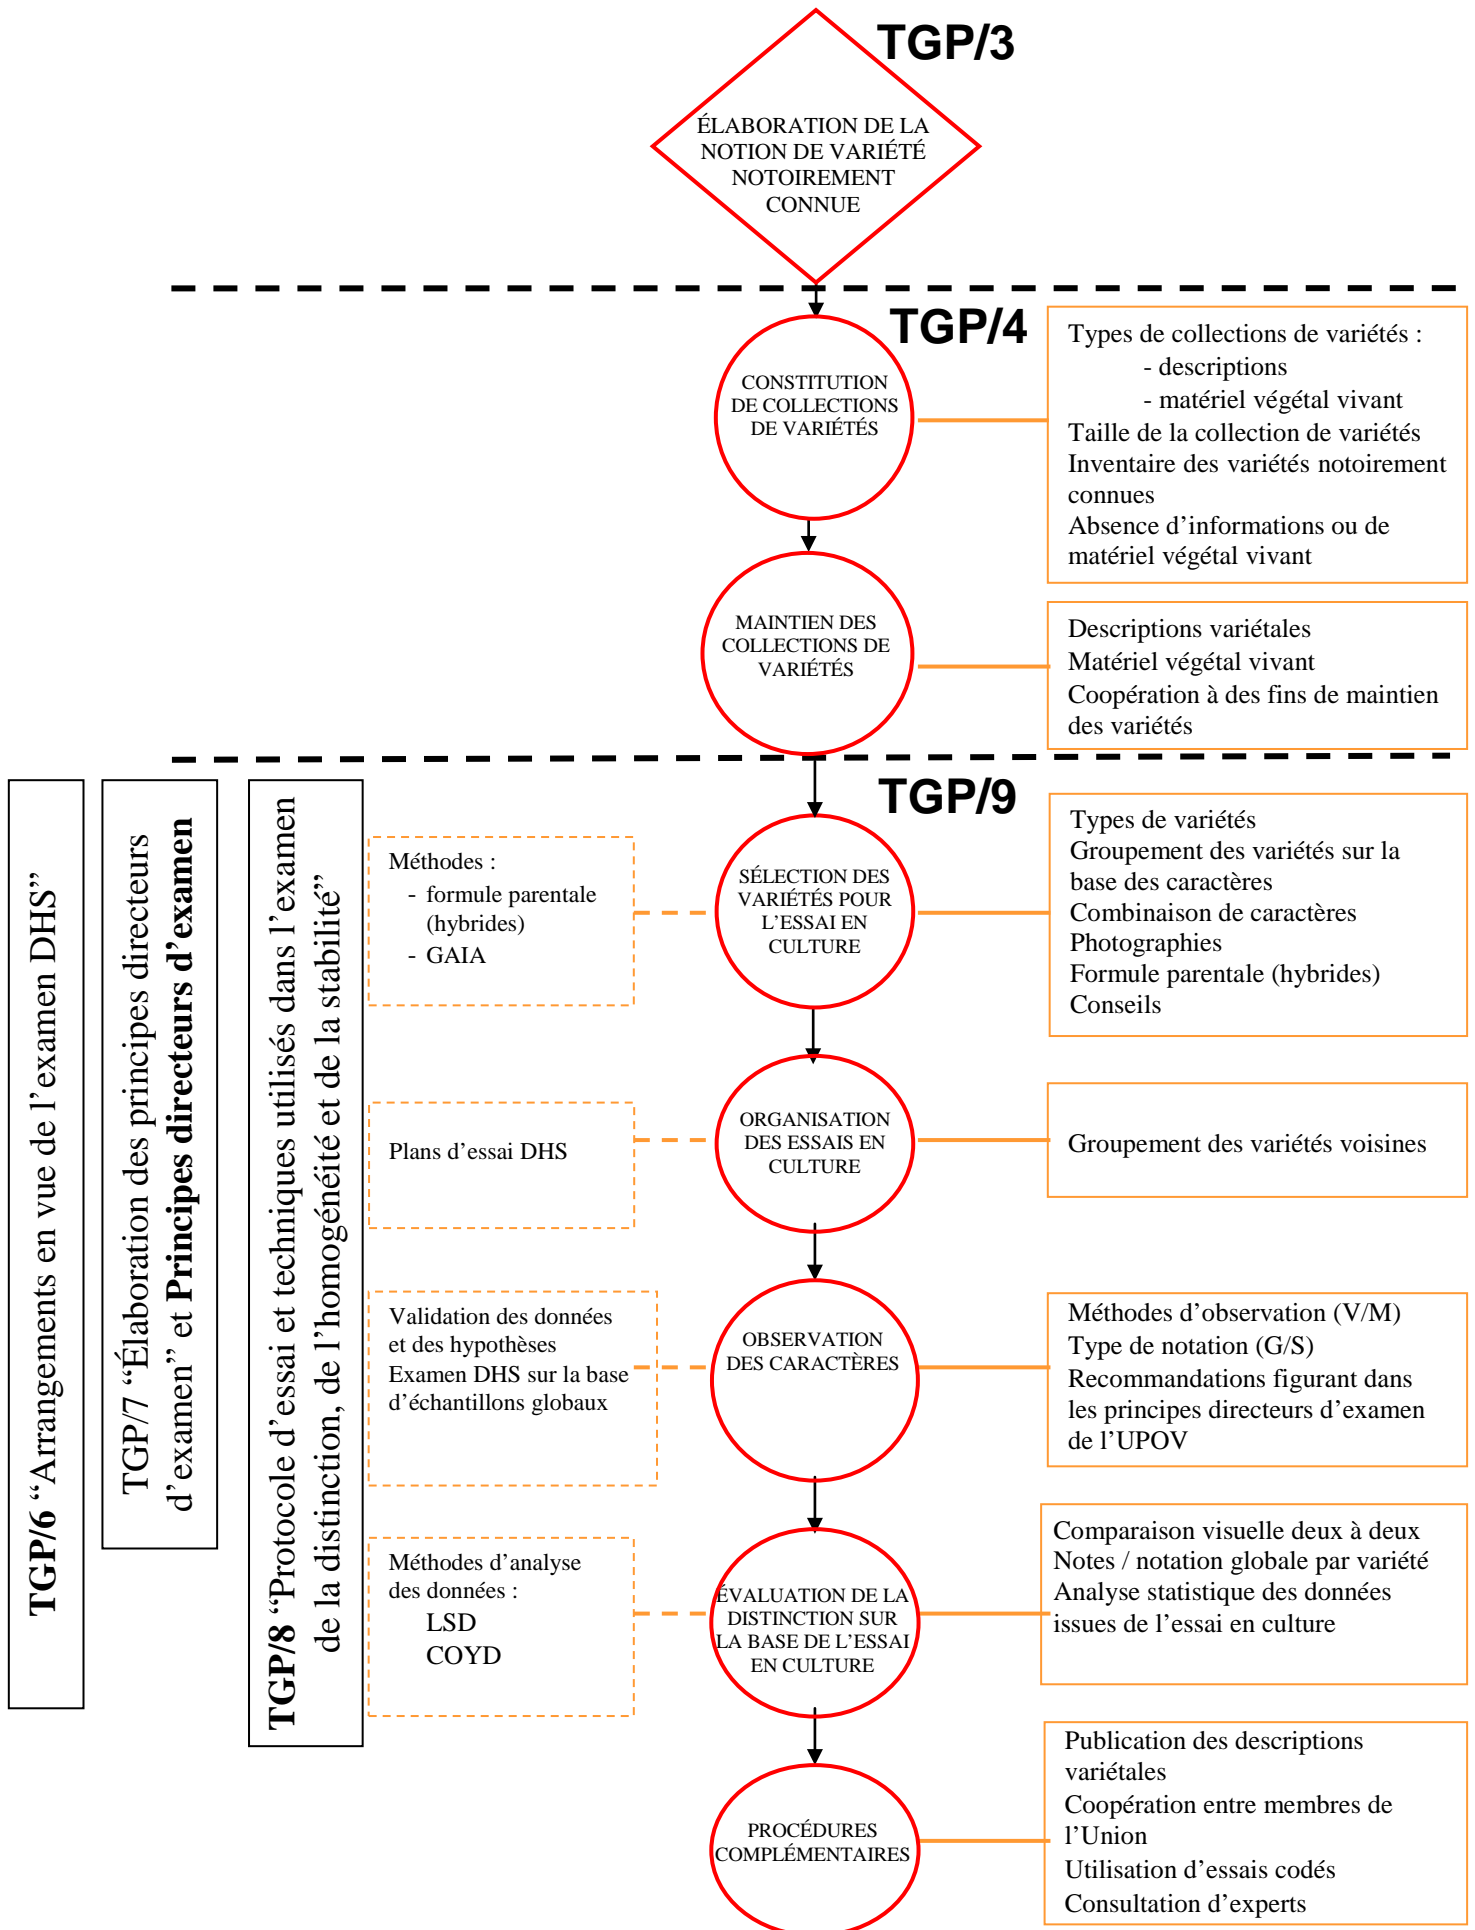 TGP/3
ÉLABORATION DE LA
NOTION DE VARIÉTÉ
NOTOIREMENT
CONNUE
TGP/4
CONSTITUTION
DE COLLECTIONS
DE VARIÉTÉS
Types de collections de variétés :
- descriptions
- matériel végétal vivant
Taille de la collection de variétés
Inventaire des variétés notoirement
connues
Absence d’informations ou de
matériel végétal vivant
MAINTIEN DES
COLLECTIONS DE
VARIÉTÉS
Descriptions variétales
Matériel végétal vivant
Coopération à des fins de maintien
des variétés
TGP/6 “Arrangements en vue de l’examen DHS”
TGP/7 “Élaboration des principes directeurs
d’examen” et Principes directeurs d’examen
TGP/8 “Protocole d’essai et techniques utilisés dans l’examen
de la distinction, de l’homogénéité et de la stabilité”
TGP/9
Méthodes :
- formule parentale
(hybrides)
- GAIA
SÉLECTION DES
VARIÉTÉS POUR
L’ESSAI EN
CULTURE
Types de variétés
Groupement des variétés sur la
base des caractères
Combinaison de caractères
Photographies
Formule parentale (hybrides)
Conseils
Plans d’essai DHS
ORGANISATION
DES ESSAIS EN
CULTURE
Groupement des variétés voisines
Validation des données
et des hypothèses
Examen DHS sur la base
d’échantillons globaux
OBSERVATION
DES CARACTÈRES
Méthodes d’observation (V/M)
Type de notation (G/S)
Recommandations figurant dans
les principes directeurs d’examen
de l’UPOV
Méthodes d’analyse
des données :
LSD
COYD
ÉVALUATION DE LA
DISTINCTION SUR
LA BASE DE L’ESSAI
EN CULTURE
Comparaison visuelle deux à deux
Notes / notation globale par variété
Analyse statistique des données
issues de l’essai en culture
PROCÉDURES
COMPLÉMENTAIRES
Publication des descriptions
variétales
Coopération entre membres de
l’Union
Utilisation d’essais codés
Consultation d’experts